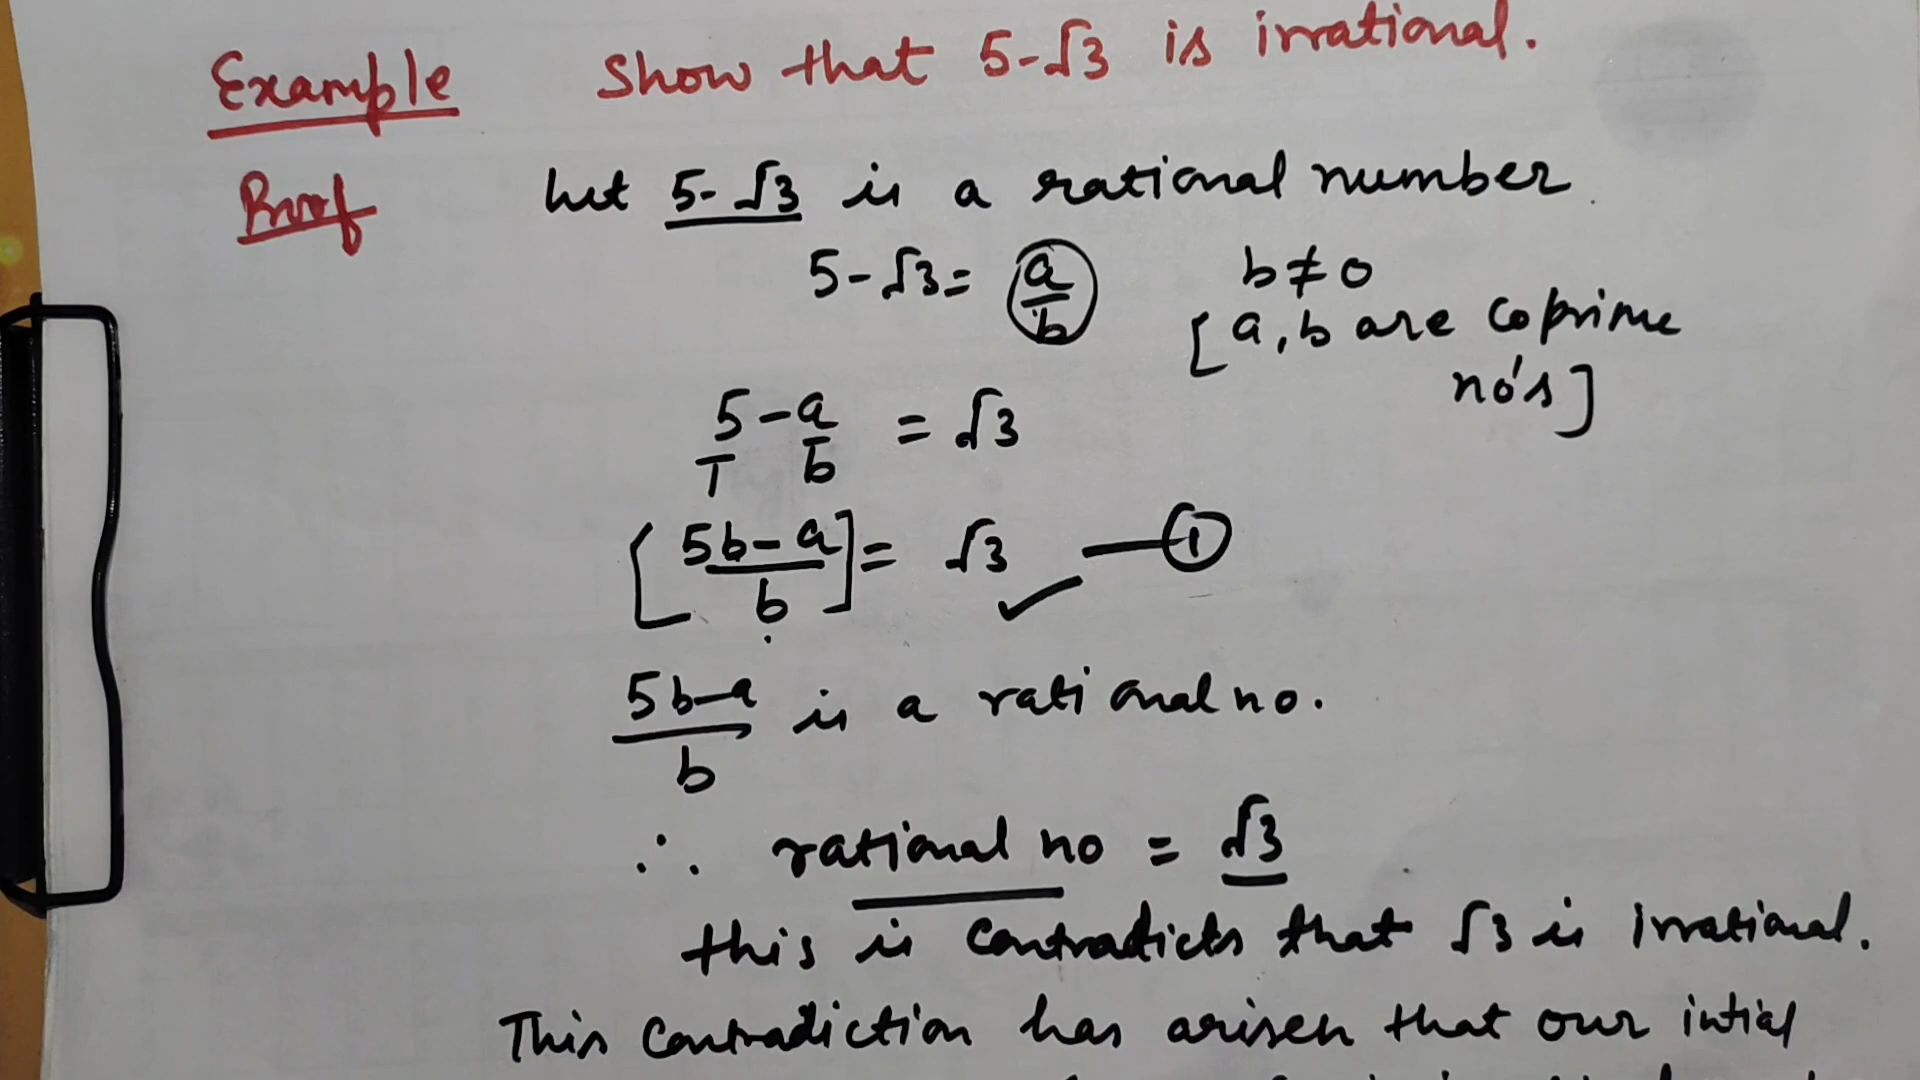 Example Show that 5-√3 is irrational.
Proof Let 5-√3 is a rational number.
5-√3 = a/b b≠0
[a, b are coprime
no's]
5/1 - a/b = √3
[5b-a/b] = √3 — ①
5b-a/b is a rational no.
∴ rational no = √3
this is contradicts that √3 is irrational.
This contradiction has arisen that our intial